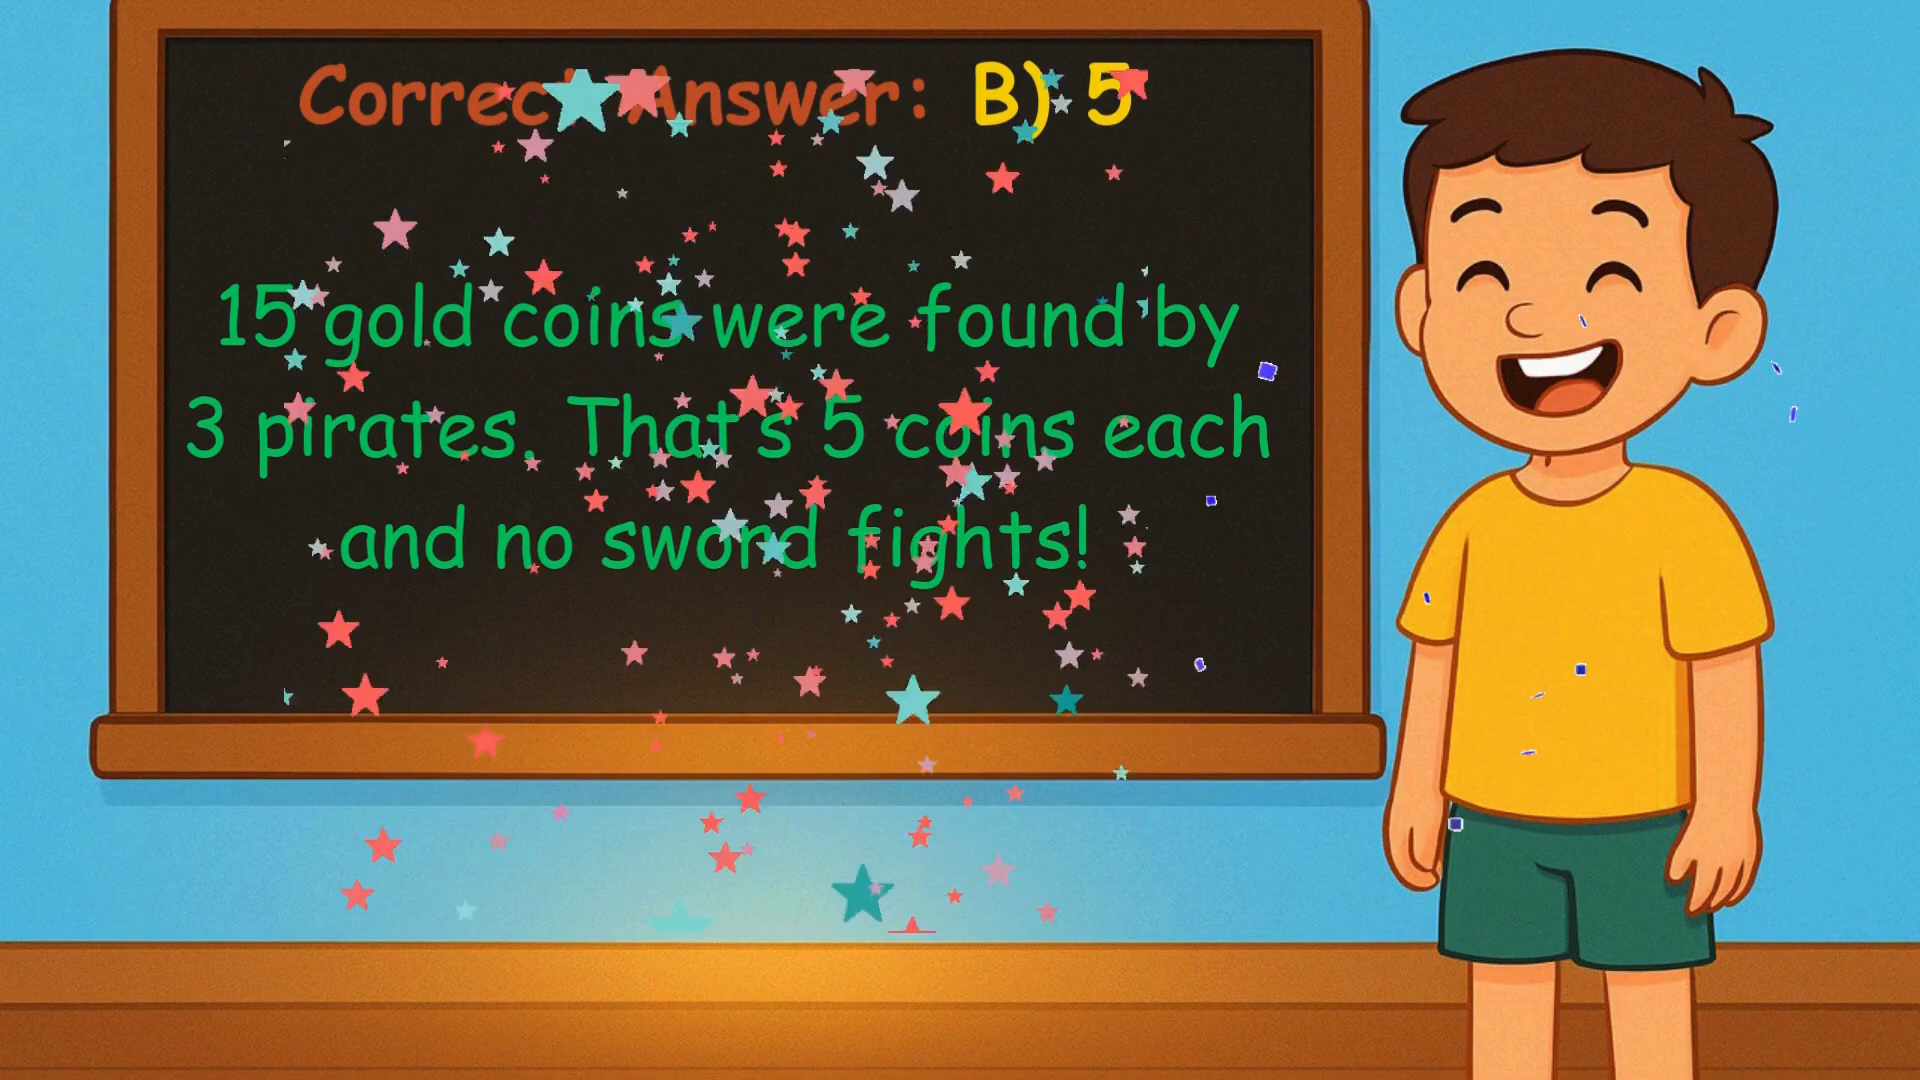 Correct Answer: B) 5
15 gold coins were found by
3 pirates. That's 5 coins each
and no sword fights!